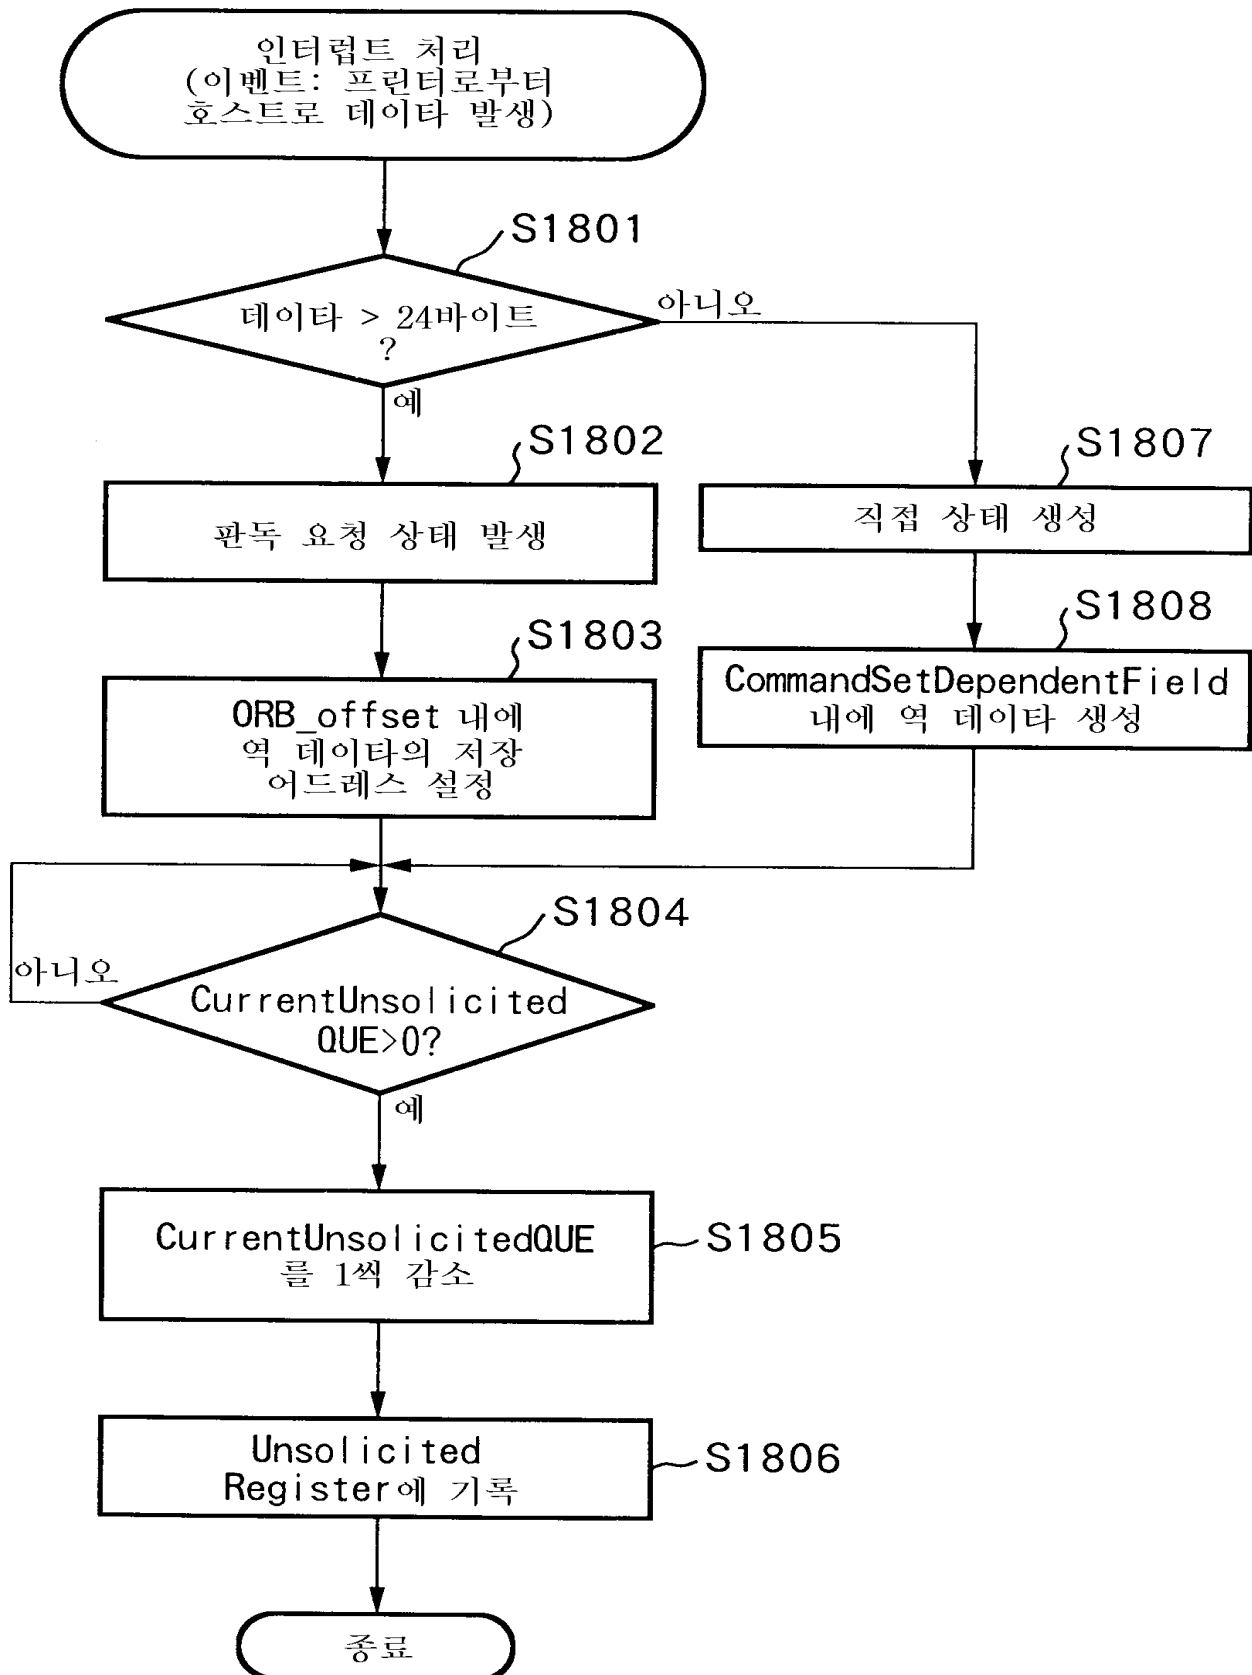 인터럽트 처리
(이벤트: 프린터로부터
호스트로 데이타 발생)
S1801
데이타 > 24바이트
?
아니오
예
S1802
판독 요청 상태 발생
S1807
직접 상태 생성
S1803
ORB_offset 내에
역 데이타의 저장
어드레스 설정
S1808
CommandSetDependentField
내에 역 데이타 생성
S1804
아니오
CurrentUnsolicited
QUE>0?
예
CurrentUnsolicitedQUE
를 1씩 감소
S1805
Unsolicited
Register에 기록
S1806
종료